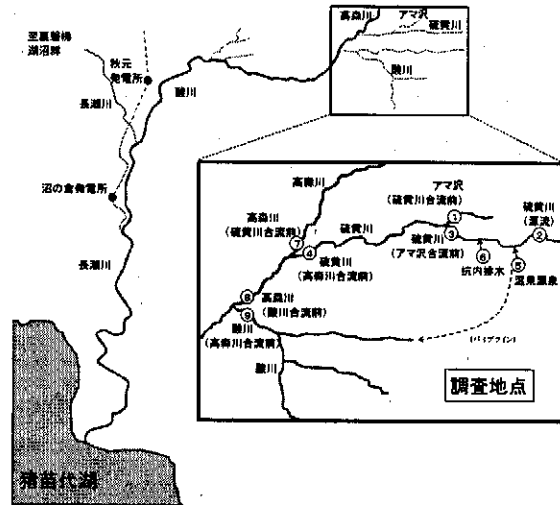 至裏磐梯
湖沼群
秋元
発電所
長瀬川
酸川
沼の倉発電所
長瀬川
猪苗代湖
高森川
アマ沢
硫黄川
酸川
高森川
アマ沢
(硫黄川合流前)
①
硫黄川
(源流)
②
高森川
(硫黄川合流前)
⑦
硫黄川
④
硫黄川
(高森川合流前)
③
硫黄川
(アマ沢合流前)
⑥
坑内排水
⑤
温泉温泉
⑧
高森川
(酸川合流前)
⑨
酸川
(高森川合流前)
(パイプライン)
酸川
調査地点